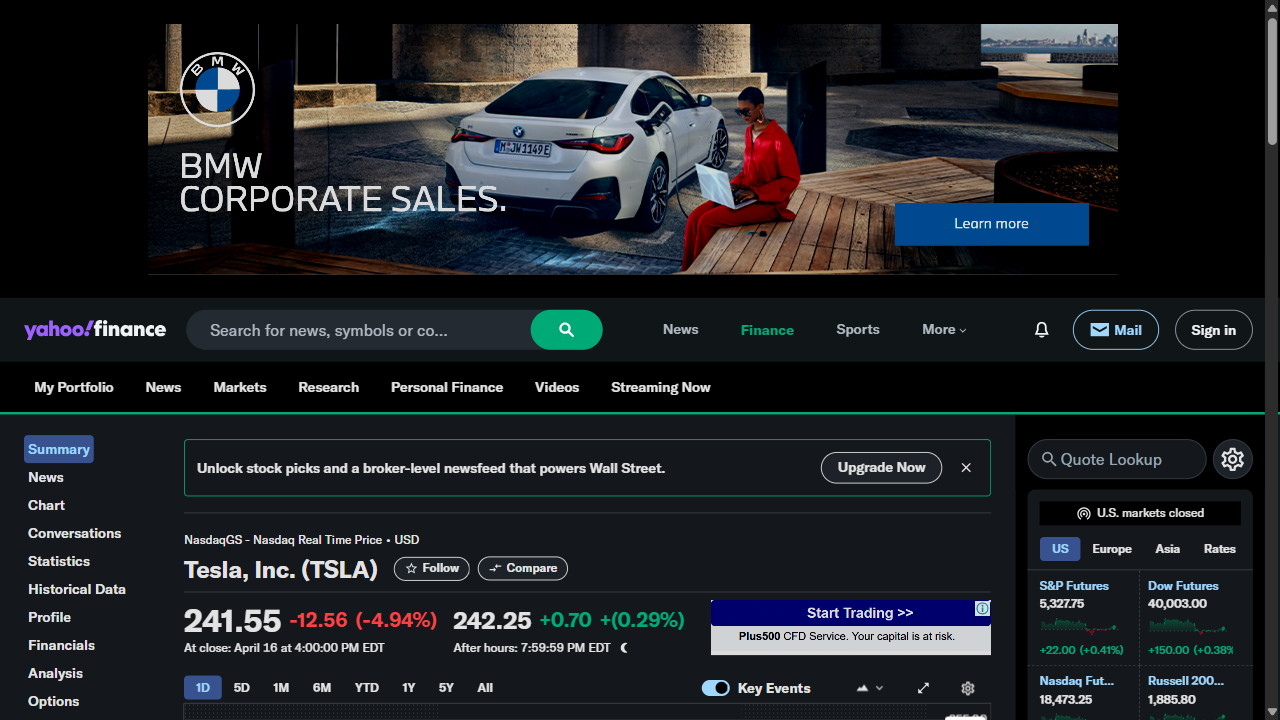 BMW
M·JW 1149E
BMW
CORPORATE SALES.
Learn more
yahoo!finance
Search for news, symbols or co...
News
Finance
Sports
More
Mail
Sign in
My Portfolio
News
Markets
Research
Personal Finance
Videos
Streaming Now
Summary
News
Chart
Conversations
Statistics
Historical Data
Profile
Financials
Analysis
Options
Unlock stock picks and a broker-level newsfeed that powers Wall Street.
Upgrade Now
NasdaqGS - Nasdaq Real Time Price • USD
Tesla, Inc. (TSLA)
Follow
Compare
241.55 -12.56 (-4.94%)
At close: April 16 at 4:00:00 PM EDT
242.25 +0.70 +(0.29%)
After hours: 7:59:59 PM EDT
Start Trading >>
Plus500 CFD Service. Your capital is at risk.
1D
5D
1M
6M
YTD
1Y
5Y
All
Key Events
Quote Lookup
U.S. markets closed
US
Europe
Asia
Rates
S&P Futures
5,327.75
+22.00 (+0.41%)
Dow Futures
40,003.00
+150.00 (+0.38%
Nasdaq Fut...
18,473.25
Russell 200...
1,885.80